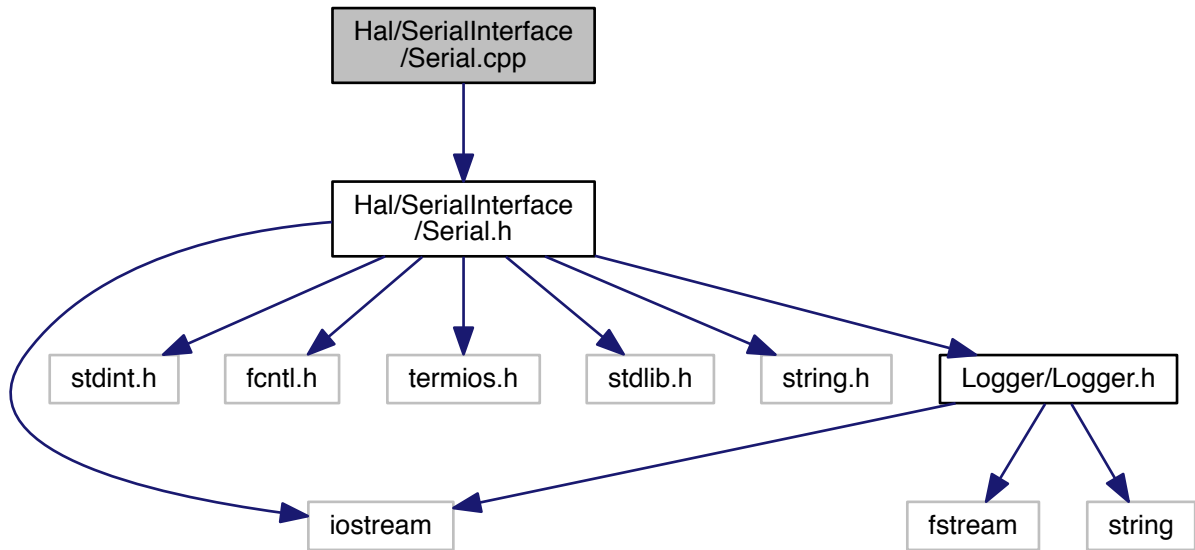 Hal/SerialInterface
/Serial.cpp
Hal/SerialInterface
/Serial.h
stdint.h
fcntl.h
termios.h
stdlib.h
string.h
Logger/Logger.h
iostream
fstream
string